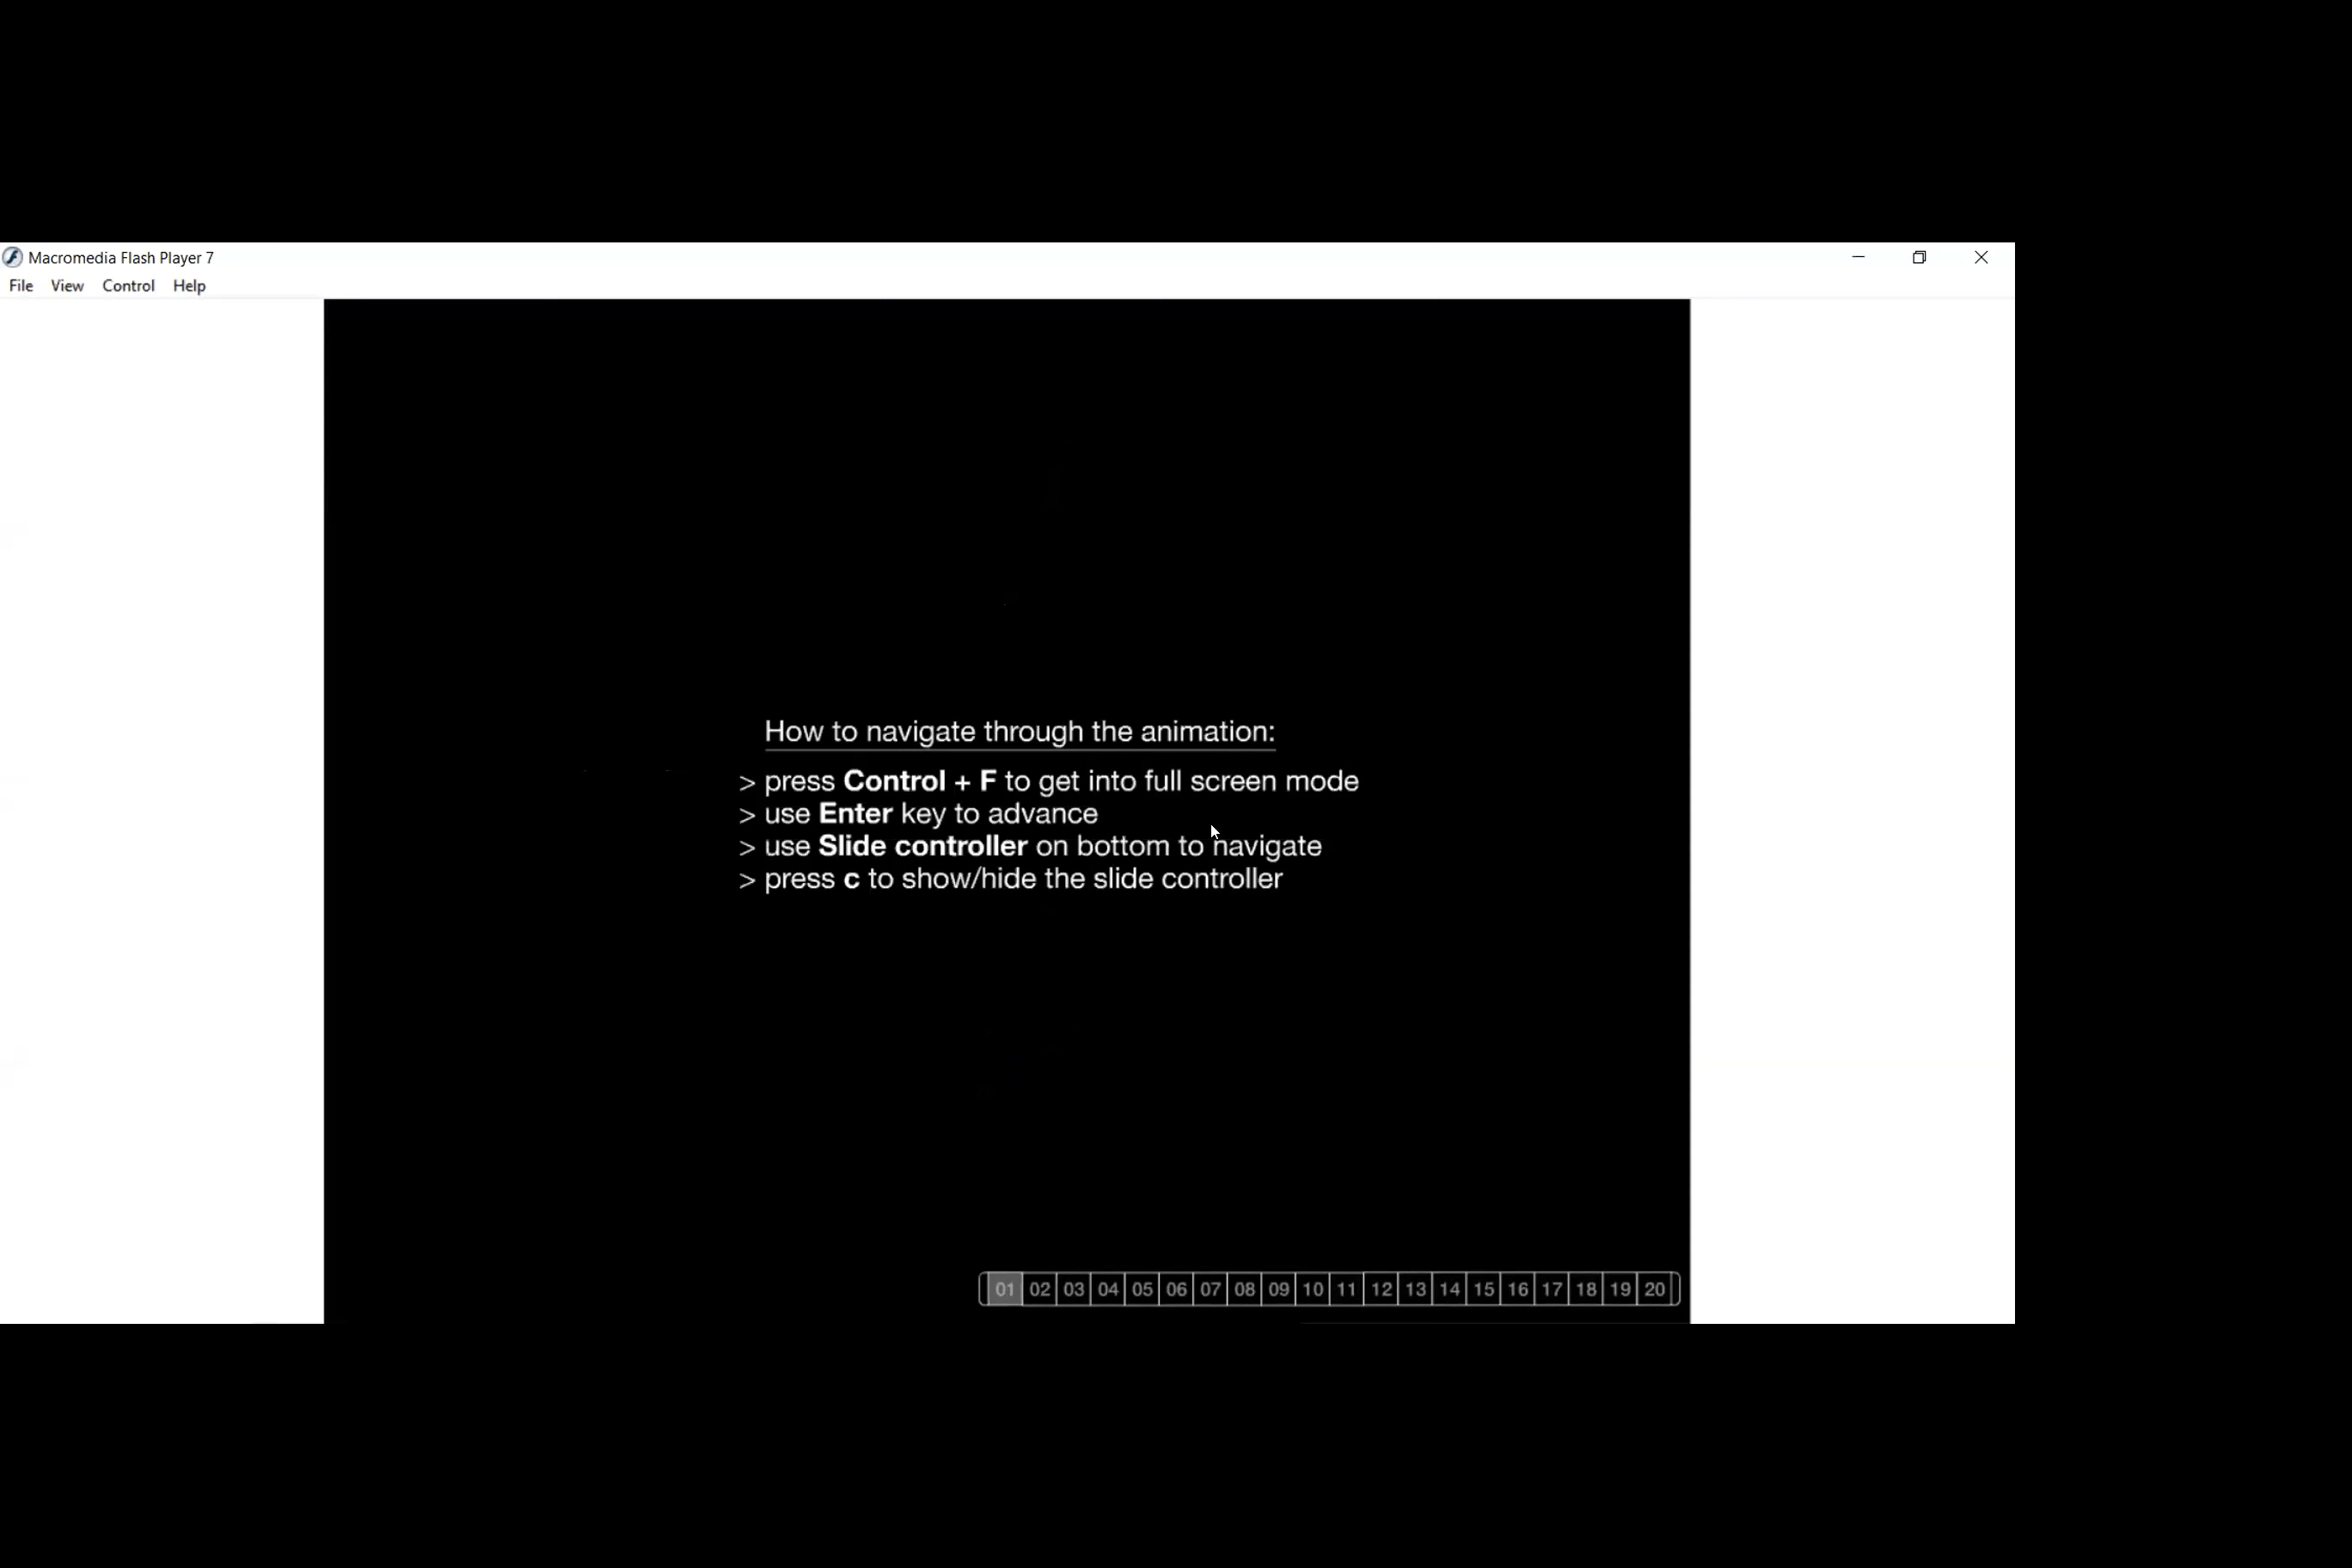 Macromedia Flash Player 7
File View Control Help
How to navigate through the animation:
> press Control + F to get into full screen mode
> use Enter key to advance
> use Slide controller on bottom to navigate
> press c to show/hide the slide controller
01 02 03 04 05 06 07 08 09 10 11 12 13 14 15 16 17 18 19 20